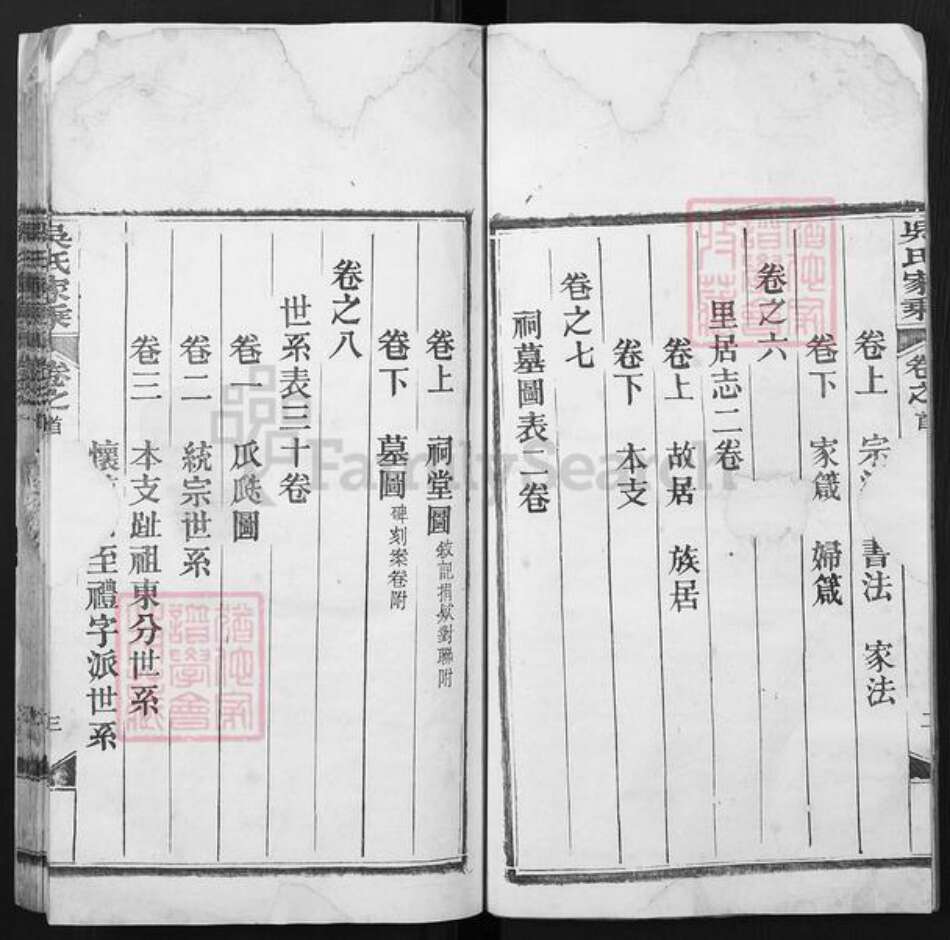 吳氏家乘 卷之首 二
卷上 宗 書法 家法
卷下 家箴 婦箴
卷之六
里居志二卷
卷上 故居 族居
卷下 本支
卷之七
祠墓圖表二卷
卷上 祠堂圖 敘記捐欵對聯附
卷下 墓圖 碑刻案卷附
卷之八
世系表三十卷
卷一 瓜瓞圖
卷二 統宗世系
卷三 本支趾祖東分世系
懷 至禮字派世系
吳氏家乘 卷之首 三
FamilySearch